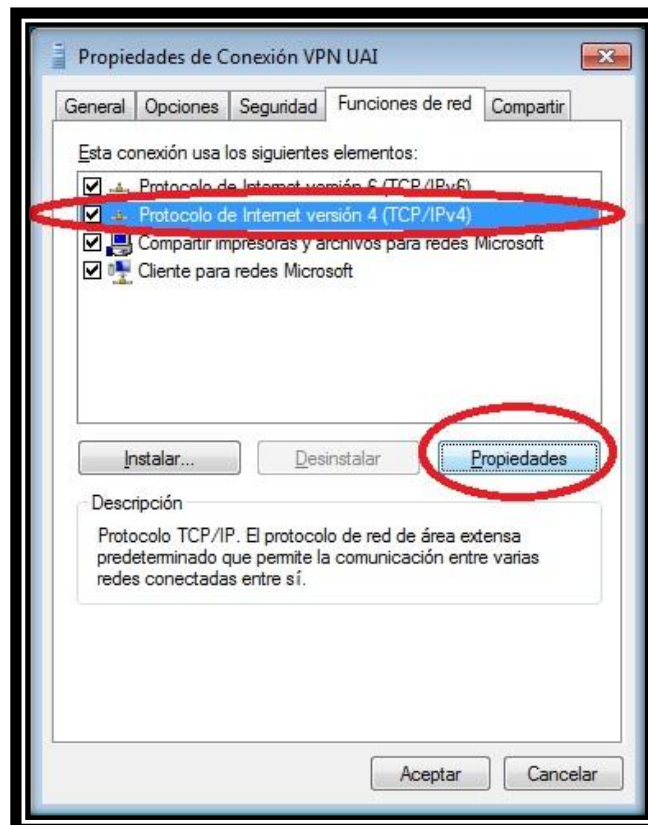 Propiedades de Conexión VPN UAI
General Opciones Seguridad Funciones de red Compartir
Esta conexión usa los siguientes elementos:
Protocolo de Internet versión 6 (TCP/IPv6)
Protocolo de Internet versión 4 (TCP/IPv4)
Compartir impresoras y archivos para redes Microsoft
Cliente para redes Microsoft
Instalar... Desinstalar Propiedades
Descripción
Protocolo TCP/IP. El protocolo de red de área extensa
predeterminado que permite la comunicación entre varias
redes conectadas entre sí.
Aceptar Cancelar